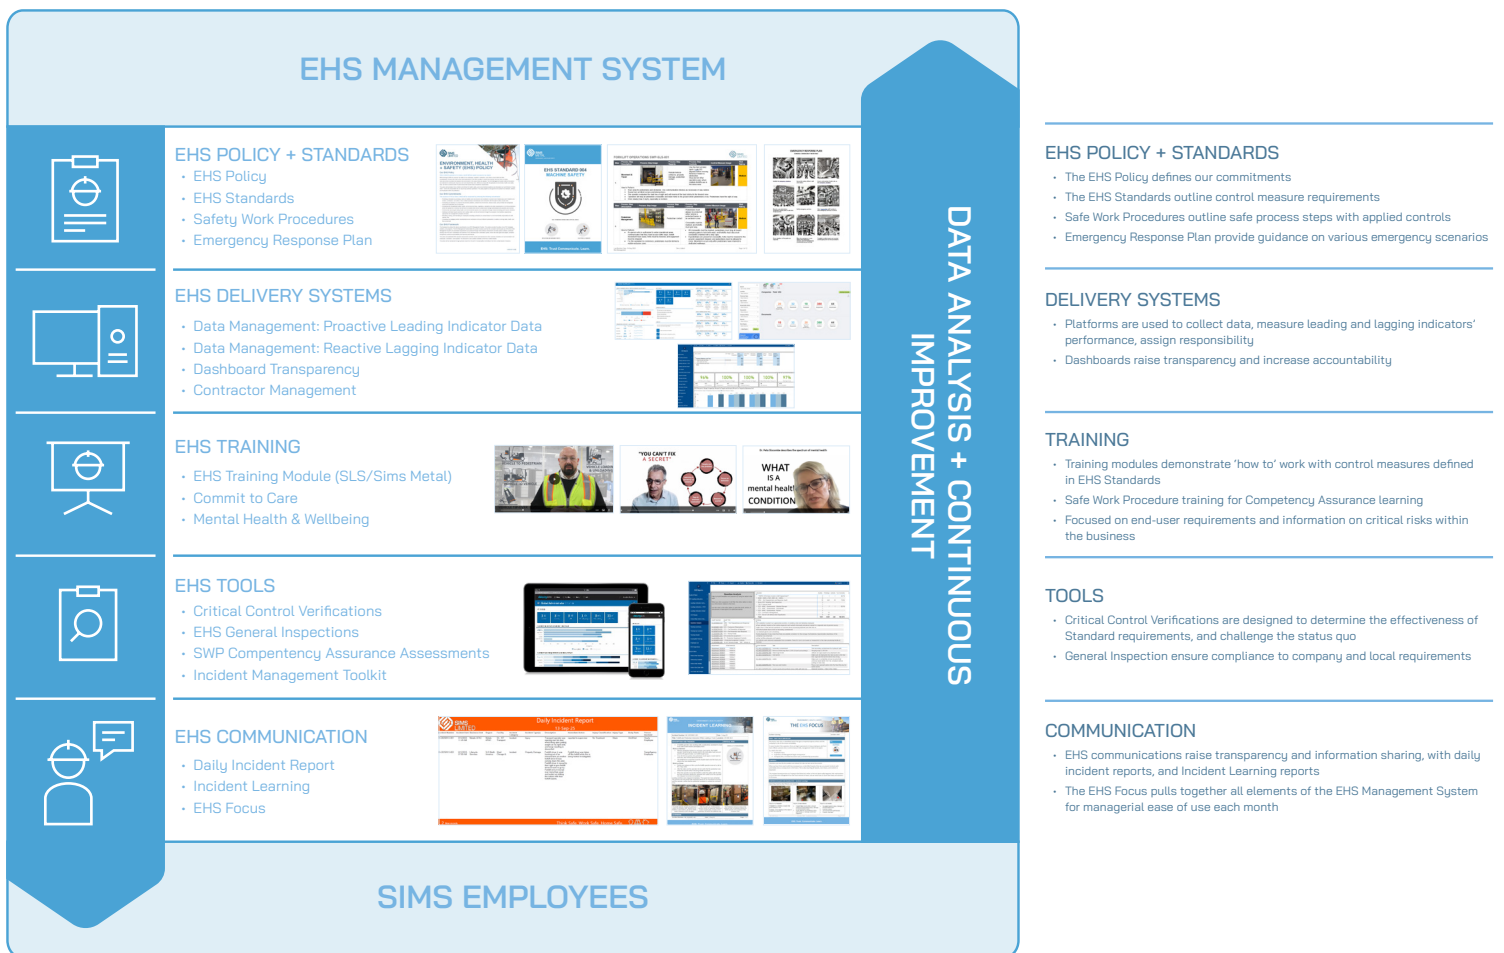 EHS MANAGEMENT SYSTEM
EHS POLICY + STANDARDS
• EHS Policy
• EHS Standards
• Safety Work Procedures
• Emergency Response Plan
ENVIRONMENT, HEALTH
+ SAFETY (EHS) POLICY
EHS STANDARD 004
MACHINE SAFETY
EHS DELIVERY SYSTEMS
• Data Management: Proactive Leading Indicator Data
• Data Management: Reactive Lagging Indicator Data
• Dashboard Transparency
• Contractor Management
EHS TRAINING
• EHS Training Module (SLS/Sims Metal)
• Commit to Care
• Mental Health & Wellbeing
"YOU CAN'T FIX
A SECRET"
WHAT
IS A
mental health
CONDITION
EHS TOOLS
• Critical Control Verifications
• EHS General Inspections
• SWP Compentency Assurance Assessments
• Incident Management Toolkit
EHS COMMUNICATION
• Daily Incident Report
• Incident Learning
• EHS Focus
SIMS
LIMITED
Daily Incident Report
INCIDENT LEARNING
THE EHS FOCUS
DATA ANALYSIS + CONTINUOUS
IMPROVEMENT
SIMS EMPLOYEES
EHS POLICY + STANDARDS
• The EHS Policy defines our commitments
• The EHS Standards outline control measure requirements
• Safe Work Procedures outline safe process steps with applied controls
• Emergency Response Plan provide guidance on various emergency scenarios
DELIVERY SYSTEMS
• Platforms are used to collect data, measure leading and lagging indicators'
performance, assign responsibility
• Dashboards raise transparency and increase accountability
TRAINING
• Training modules demonstrate 'how to' work with control measures defined
in EHS Standards
• Safe Work Procedure training for Competency Assurance learning
• Focused on end-user requirements and information on critical risks within
the business
TOOLS
• Critical Control Verifications are designed to determine the effectiveness of
Standard requirements, and challenge the status quo
• General Inspection ensure compliance to company and local requirements
COMMUNICATION
• EHS communications raise transparency and information sharing, with daily
incident reports, and Incident Learning reports
• The EHS Focus pulls together all elements of the EHS Management System
for managerial ease of use each month